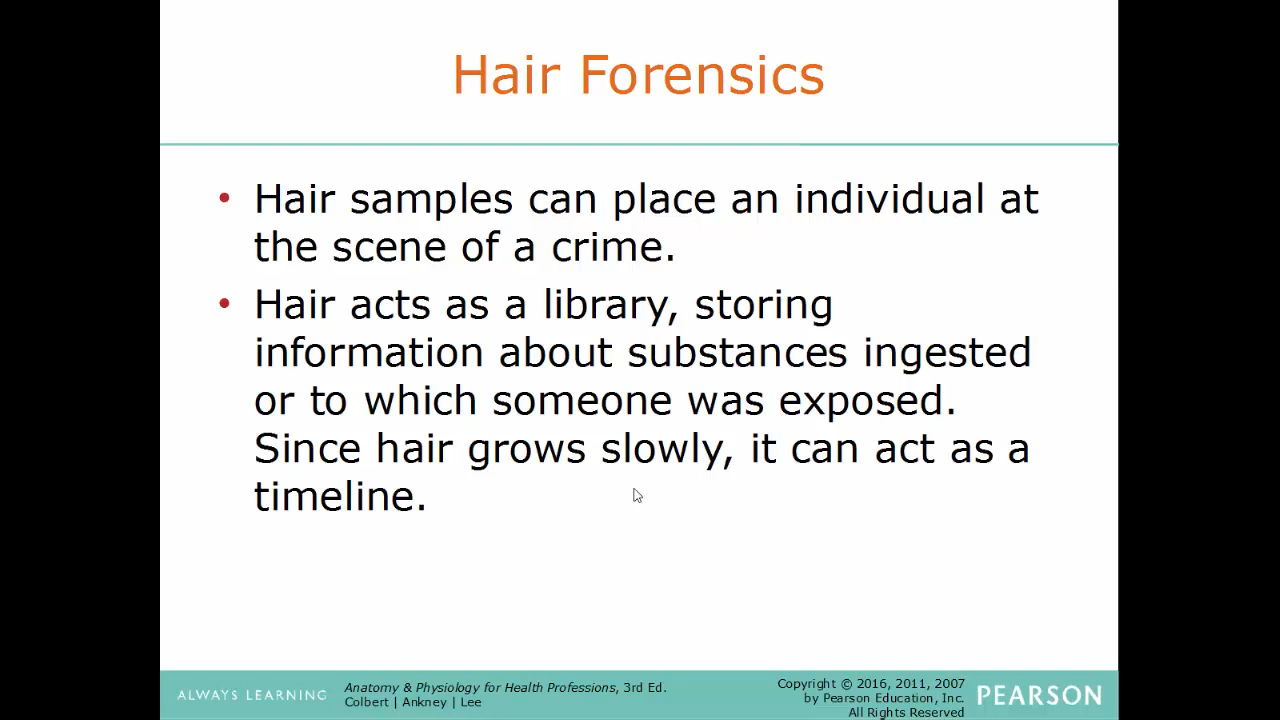 Hair Forensics
• Hair samples can place an individual at
the scene of a crime.
• Hair acts as a library, storing
information about substances ingested
or to which someone was exposed.
Since hair grows slowly, it can act as a
timeline.
ALWAYS LEARNING
Anatomy & Physiology for Health Professions, 3rd Ed.
Colbert | Ankney | Lee
Copyright © 2016, 2011, 2007
by Pearson Education, Inc.
All Rights Reserved
PEARSON